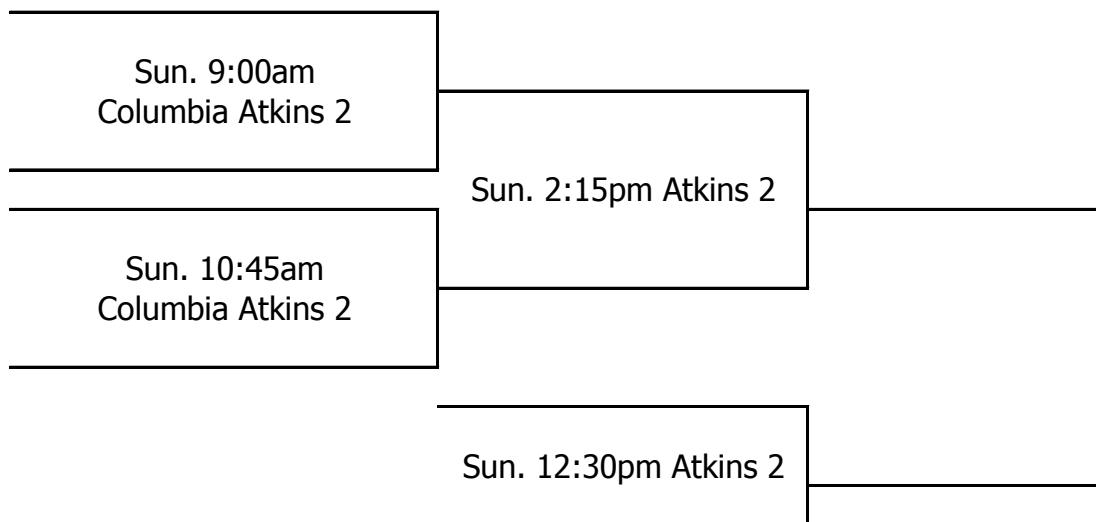 Sun. 9:00am
Columbia Atkins 2
Sun. 2:15pm Atkins 2
Sun. 10:45am
Columbia Atkins 2
Sun. 12:30pm Atkins 2